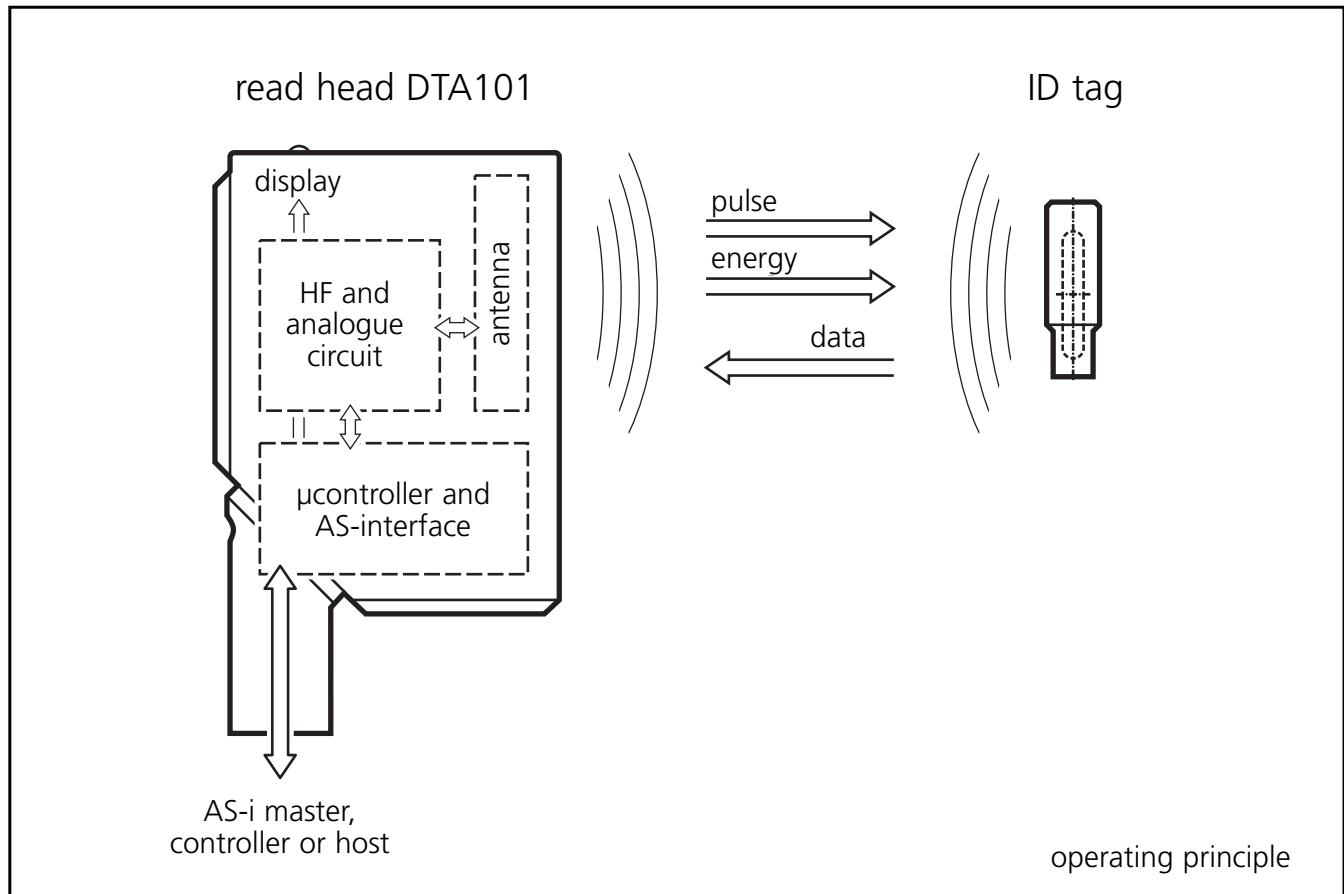 read head DTA101
ID tag
display
HF and
analogue
circuit
antenna
µcontroller and
AS-interface
pulse
energy
data
AS-i master,
controller or host
operating principle